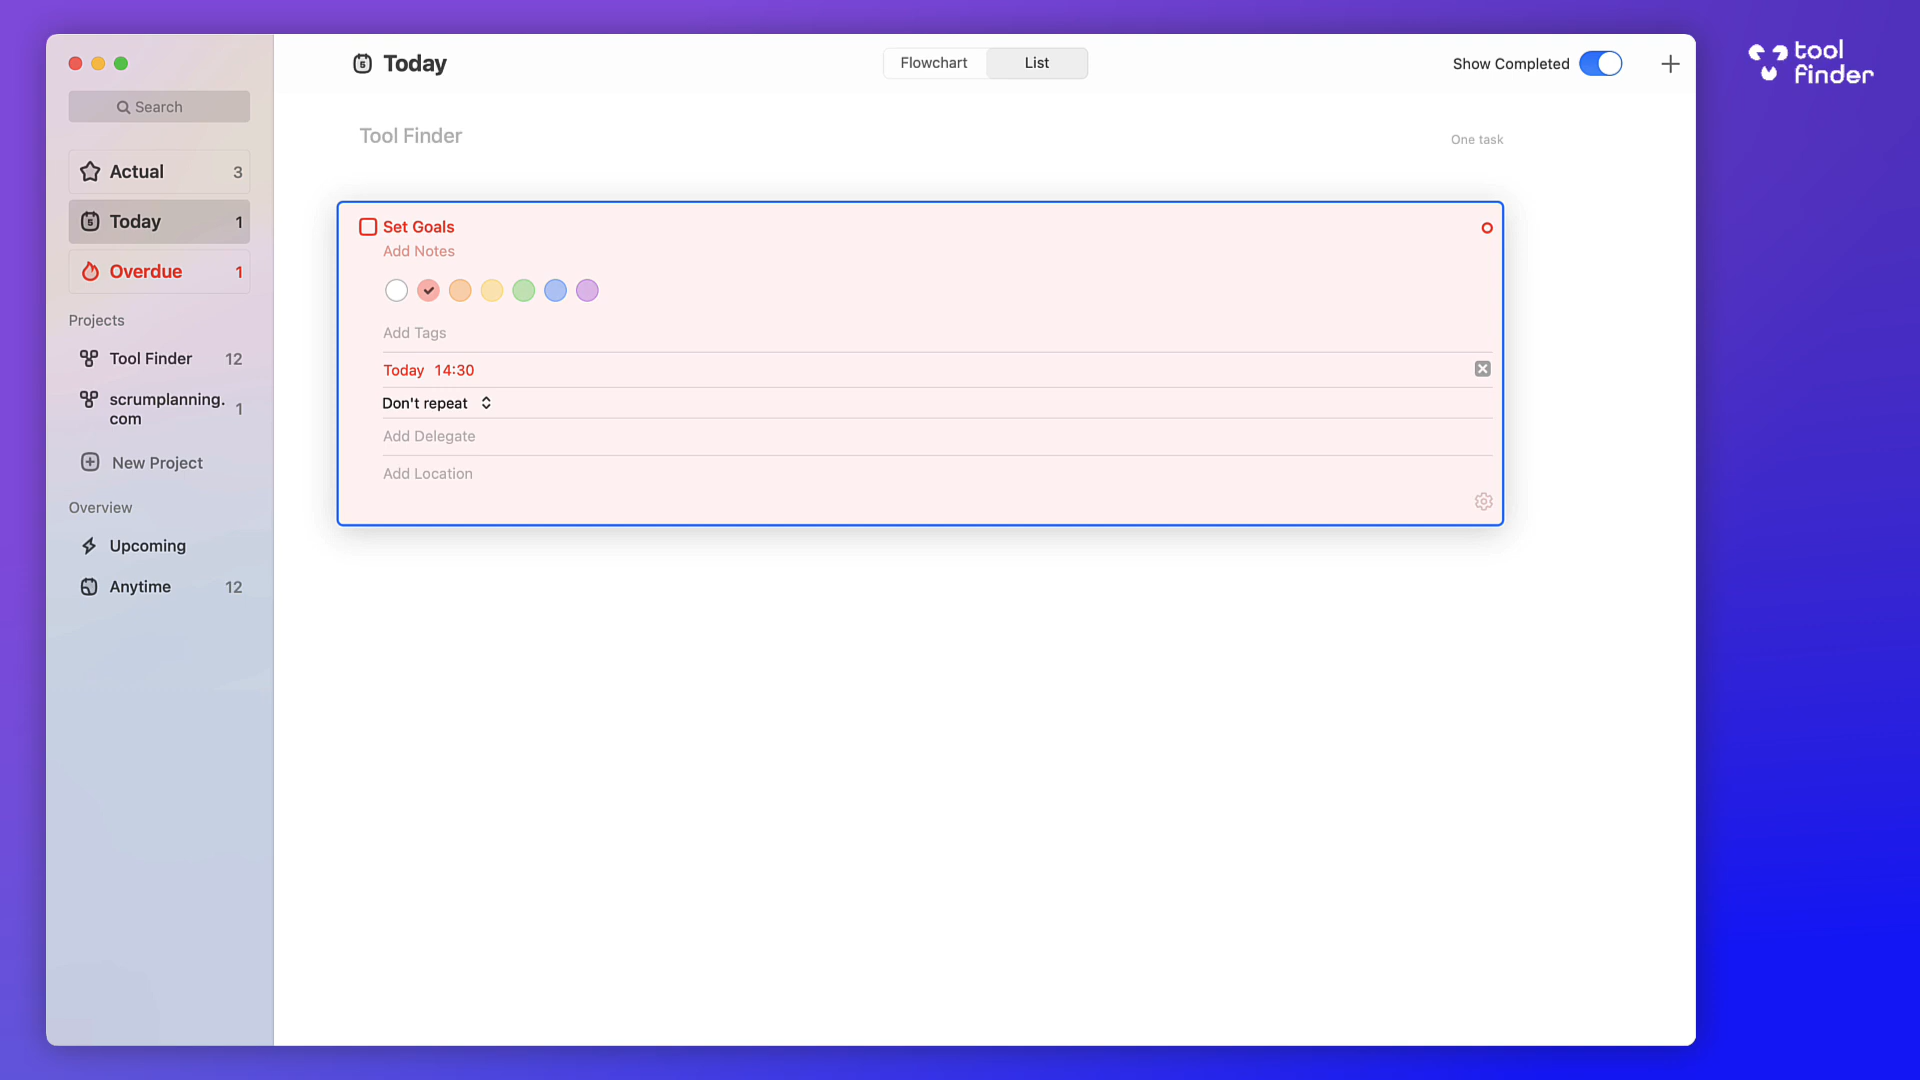 Today
Flowchart
List
Show Completed
tool
finder
Search
Tool Finder
One task
Actual 3
Today 1
Overdue 1
Projects
Tool Finder 12
scrumplanning.
com 1
New Project
Overview
Upcoming
Anytime 12
Set Goals
Add Notes
Add Tags
Today 14:30
Don't repeat
Add Delegate
Add Location